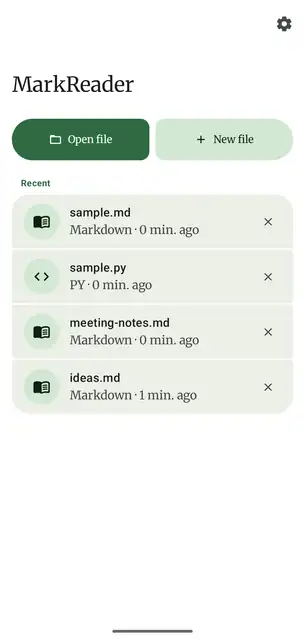 MarkReader
Open file
New file
Recent
sample.md
Markdown · 0 min. ago
sample.py
PY · 0 min. ago
meeting-notes.md
Markdown · 0 min. ago
ideas.md
Markdown · 1 min. ago